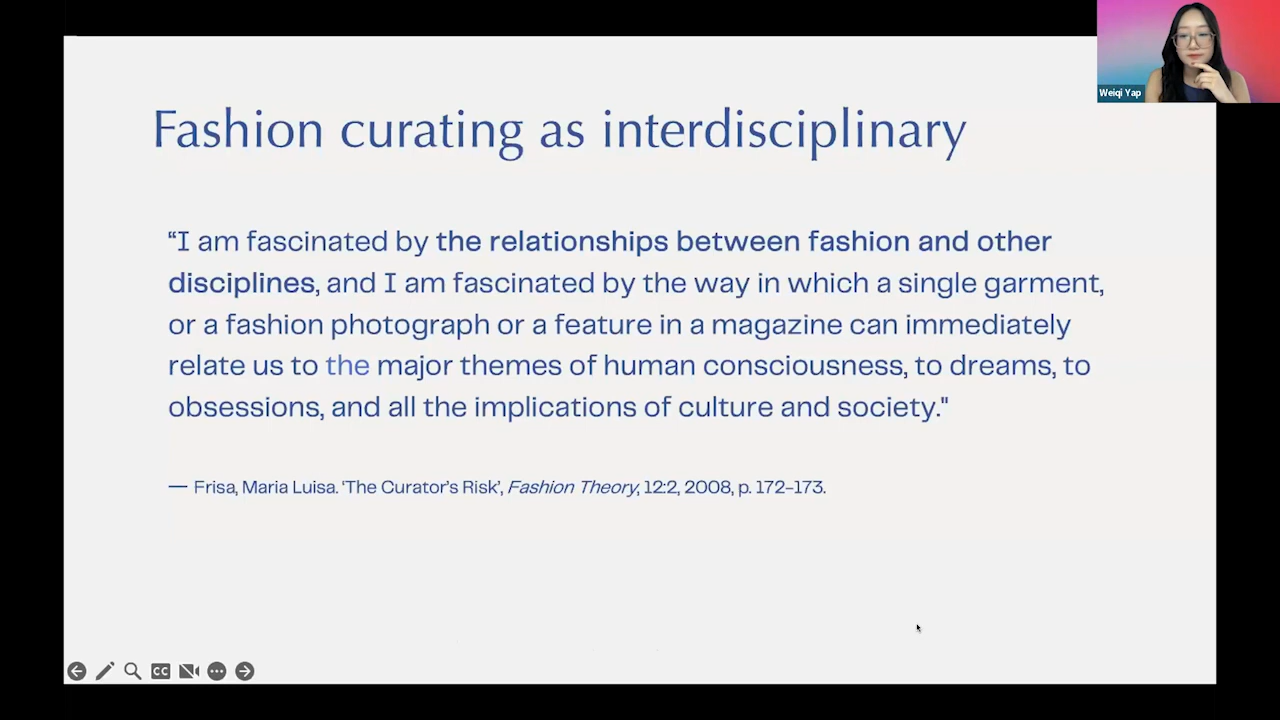 Weiqi Yap
Fashion curating as interdisciplinary
“I am fascinated by the relationships between fashion and other
disciplines, and I am fascinated by the way in which a single garment,
or a fashion photograph or a feature in a magazine can immediately
relate us to the major themes of human consciousness, to dreams, to
obsessions, and all the implications of culture and society."
— Frisa, Maria Luisa. ‘The Curator’s Risk’, Fashion Theory, 12:2, 2008, p. 172–173.
CC